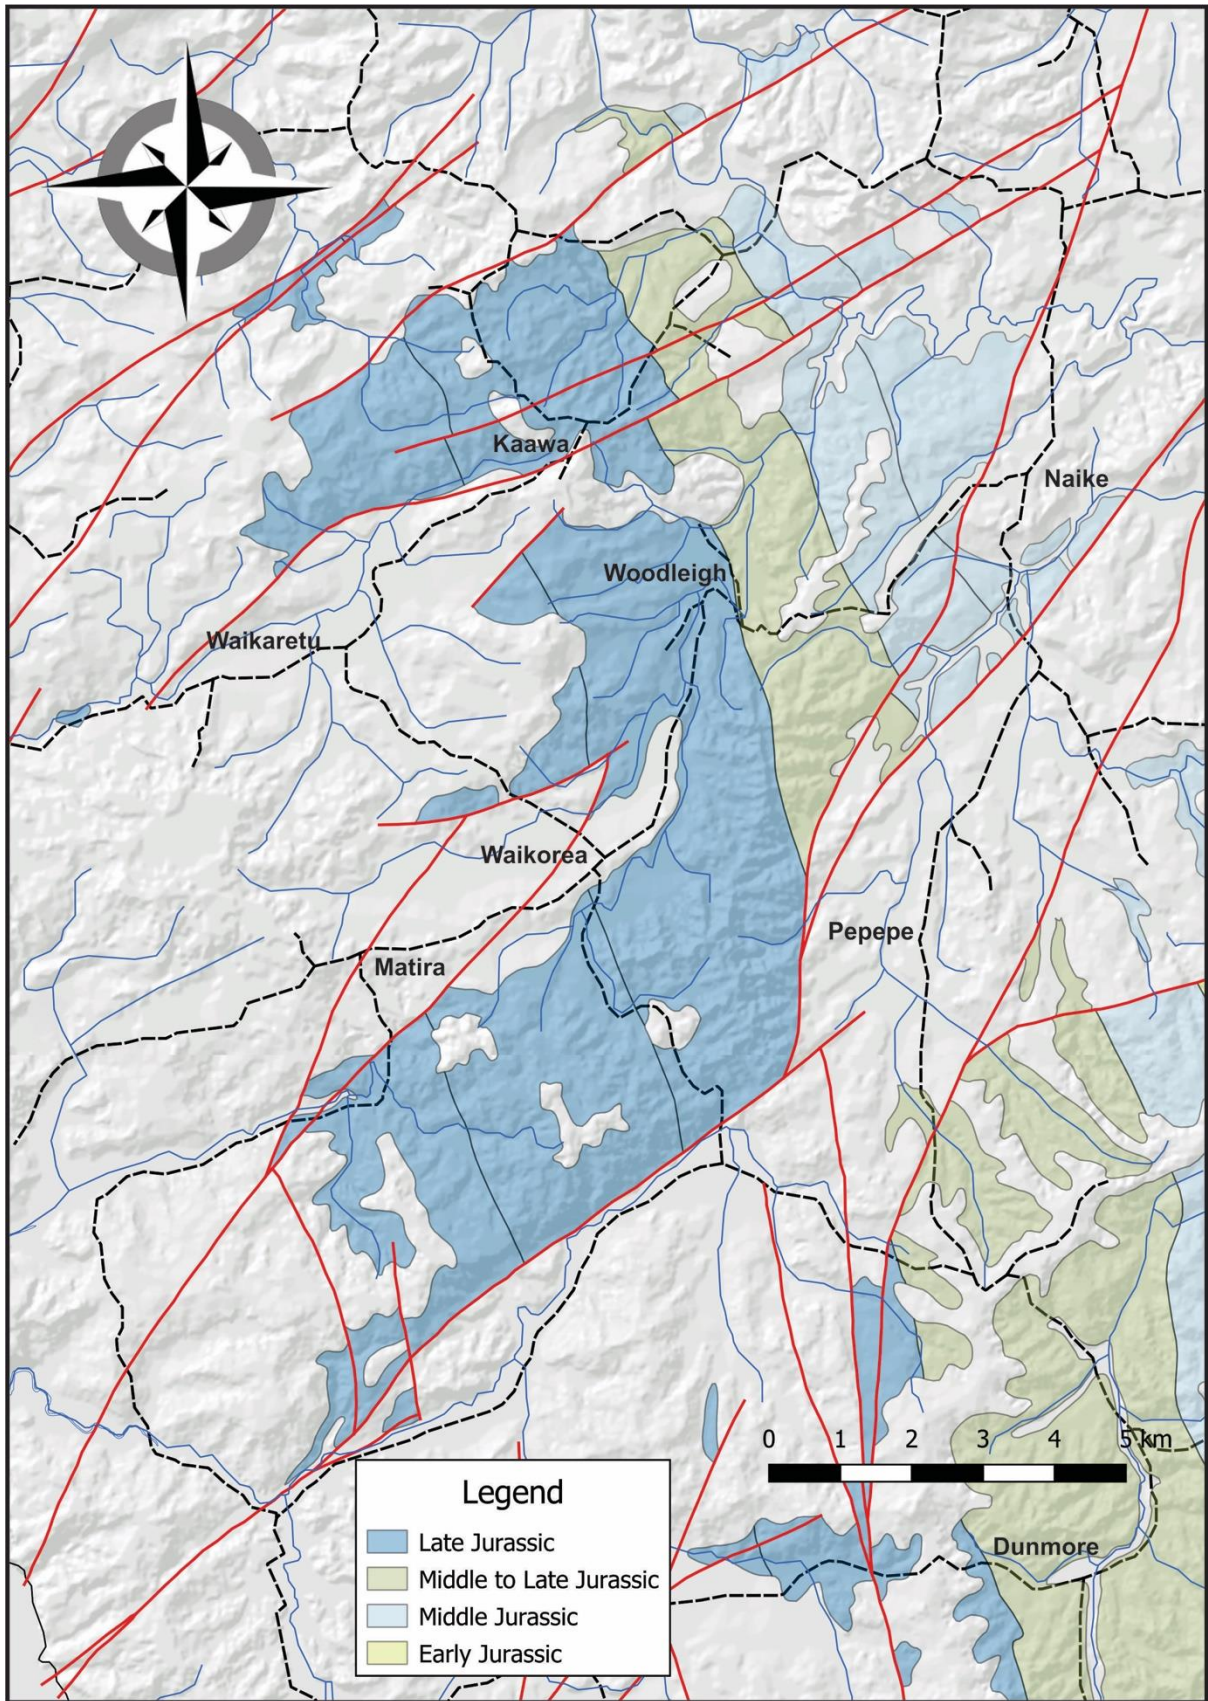 Kaawa
Naike
Woodleigh
Waikaretu
Waikorea
Pepepe
Matira
0 1 2 3 4 5 km
Legend
Late Jurassic
Middle to Late Jurassic
Middle Jurassic
Early Jurassic
Dunmore